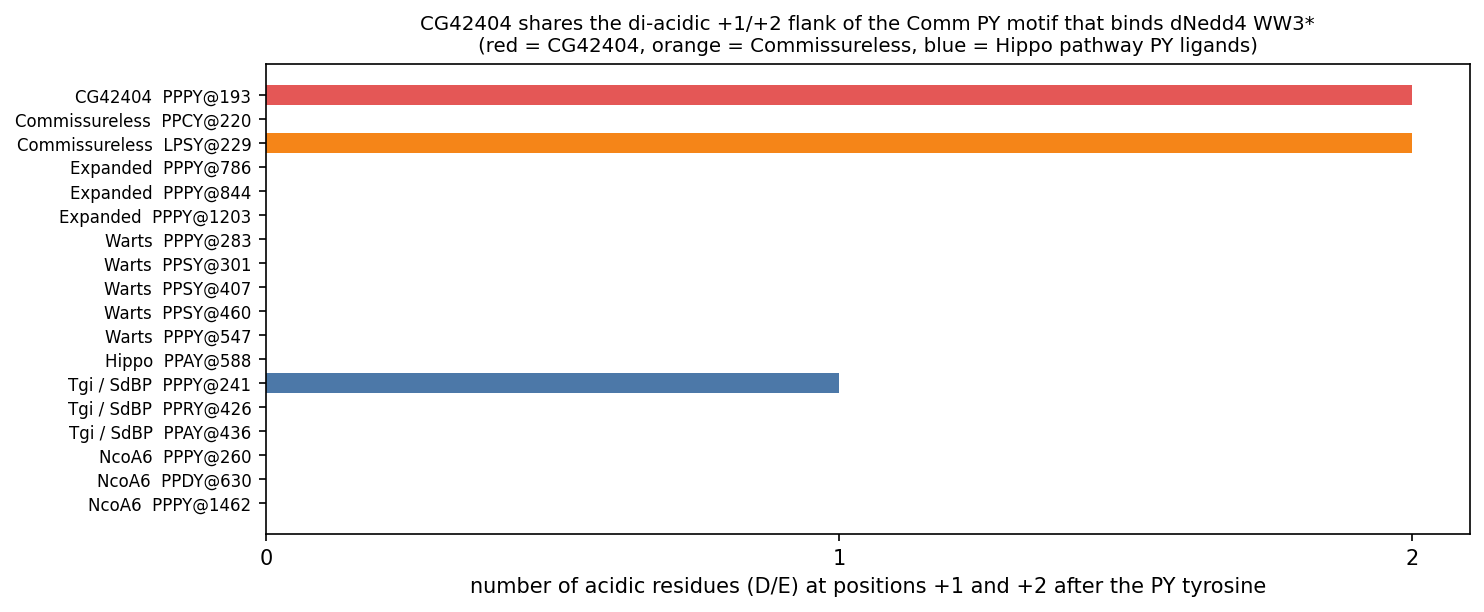 CG42404 shares the di-acidic +1/+2 flank of the Comm PY motif that binds dNedd4 WW3*
(red = CG42404, orange = Commissureless, blue = Hippo pathway PY ligands)
CG42404  PPPY@193
Commissureless  PPCY@220
Commissureless  LPSY@229
Expanded  PPPY@786
Expanded  PPPY@844
Expanded  PPPY@1203
Warts  PPPY@283
Warts  PPSY@301
Warts  PPSY@407
Warts  PPSY@460
Warts  PPPY@547
Hippo  PPAY@588
Tgi / SdBP  PPPY@241
Tgi / SdBP  PPRY@426
Tgi / SdBP  PPAY@436
NcoA6  PPPY@260
NcoA6  PPDY@630
NcoA6  PPPY@1462
0 1 2
number of acidic residues (D/E) at positions +1 and +2 after the PY tyrosine